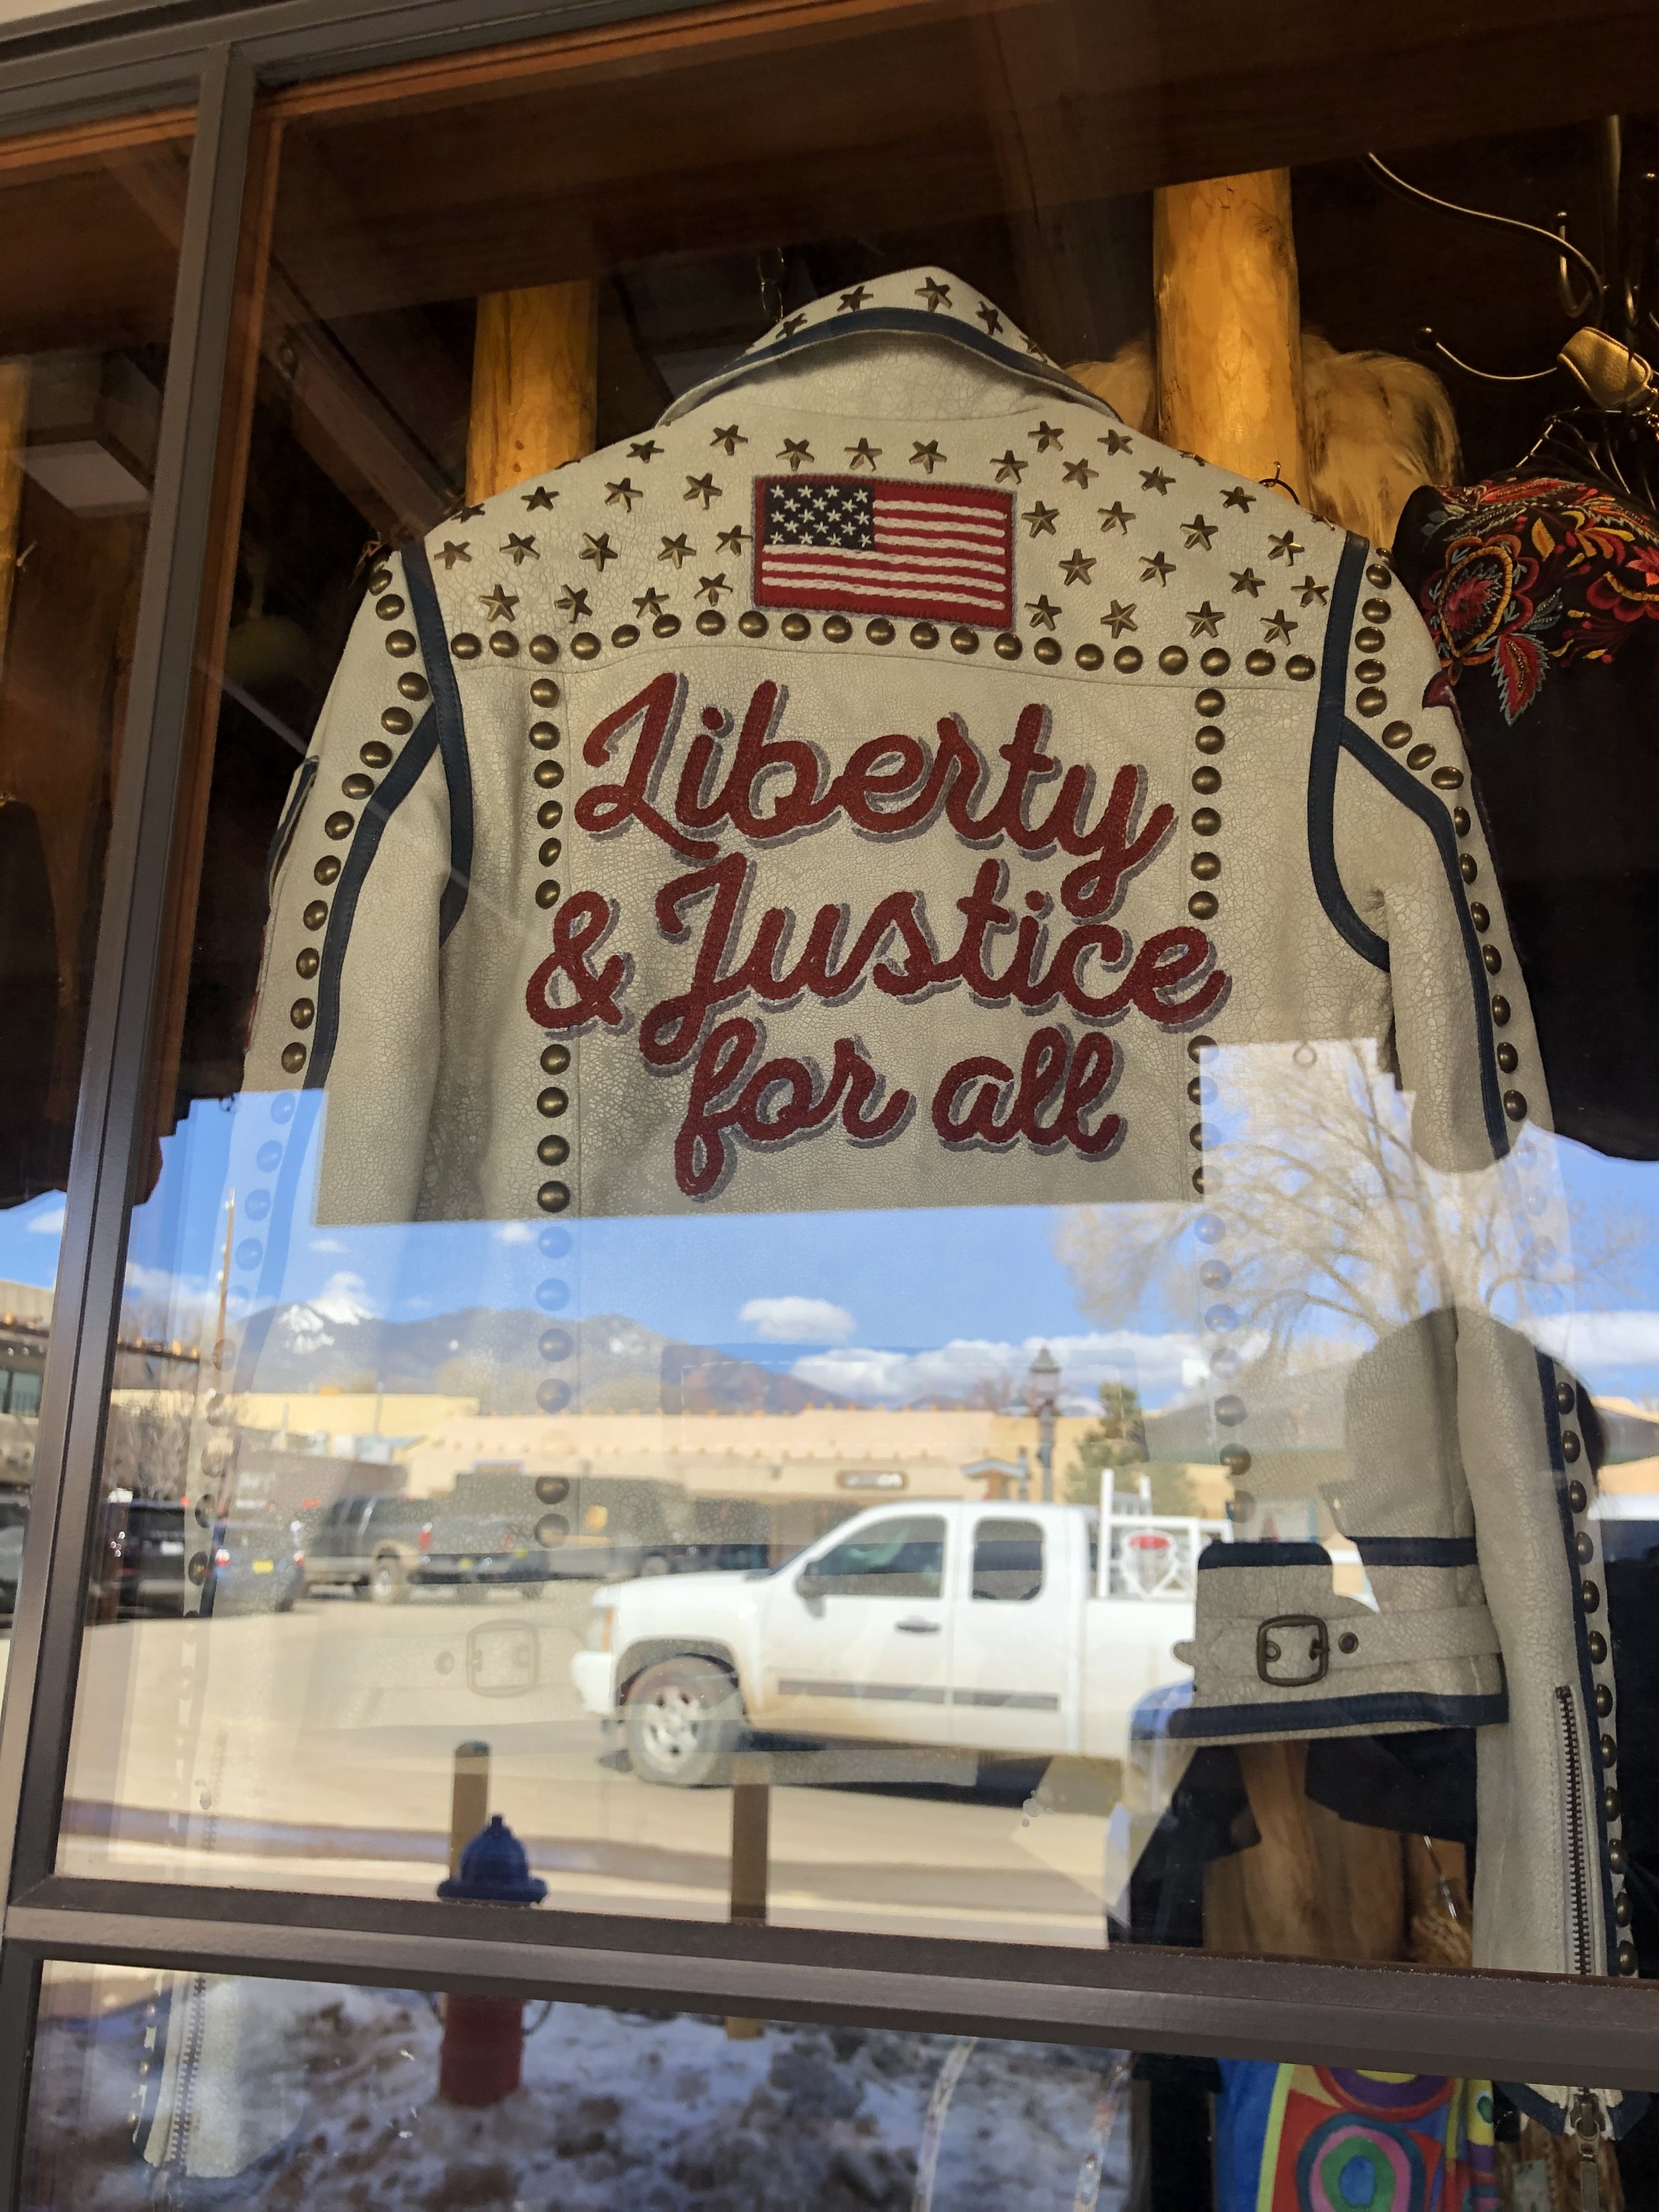 Liberty
& Justice
for all